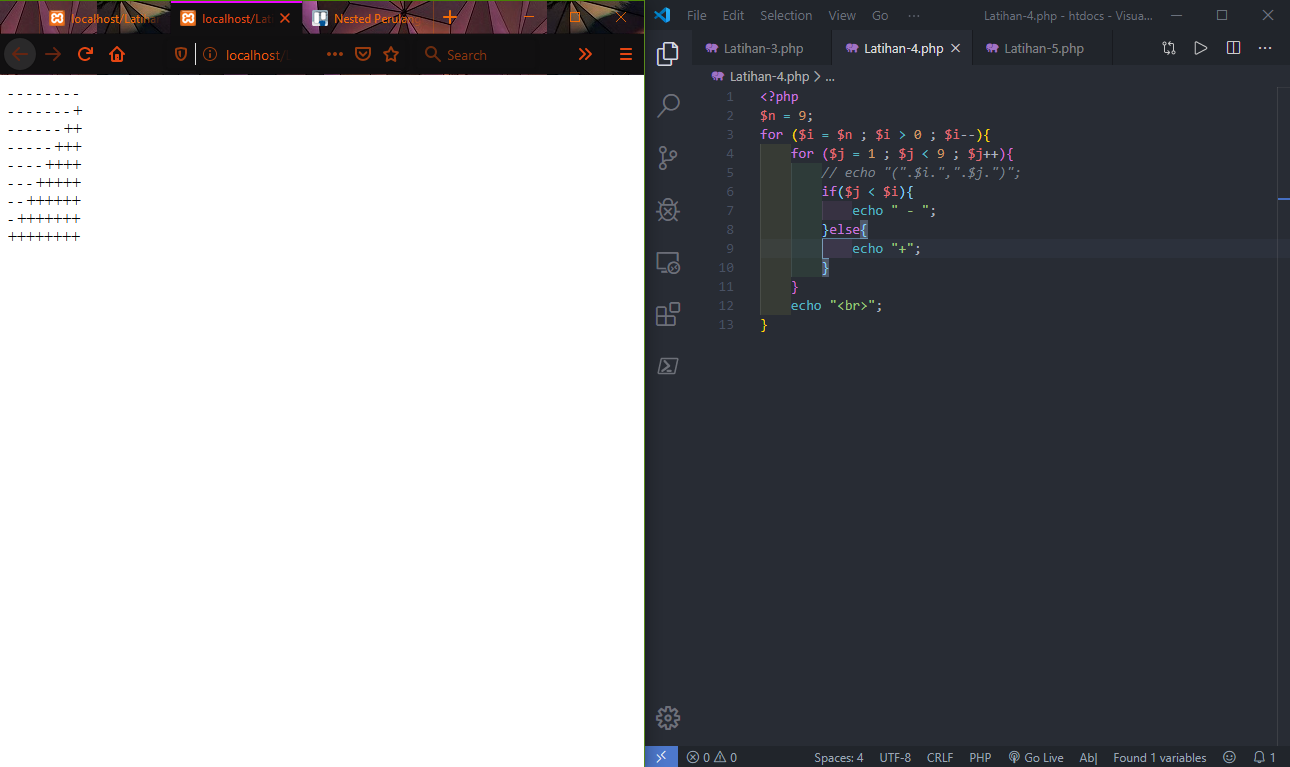 localhost/Latihan
localhost/Lat
Nested Perulang
localhost/
Search
- - - - - - - -
- - - - - - - +
- - - - - - ++
- - - - - +++
- - - - ++++
- - - +++++
- - ++++++
- +++++++
++++++++
File Edit Selection View Go ··· Latihan-4.php - htdocs - Visua...
Latihan-3.php Latihan-4.php Latihan-5.php
Latihan-4.php > ...
1 <?php
2 $n = 9;
3 for ($i = $n ; $i > 0 ; $i--){
4 for ($j = 1 ; $j < 9 ; $j++){
5 // echo "(".$i.",".$j.")";
6 if($j < $i){
7 echo " - ";
8 }else{
9 echo "+";
10 }
11 }
12 echo "<br>";
13 }
0 0 Spaces: 4 UTF-8 CRLF PHP Go Live Ab| Found 1 variables 1